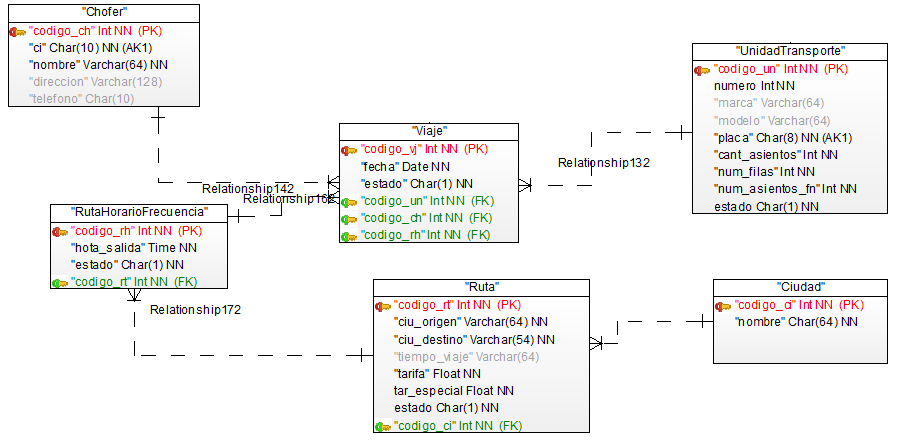 "Chofer"
"codigo_ch" Int NN (PK)
"ci" Char(10) NN (AK1)
"nombre" Varchar(64) NN
"direccion" Varchar(128)
"telefono" Char(10)
"UnidadTransporte"
"codigo_un" Int NN (PK)
numero Int NN
"marca" Varchar(64)
"modelo" Varchar(64)
"placa" Char(8) NN (AK1)
"cant_asientos" Int NN
"num_filas" Int NN
"num_asientos_fn" Int NN
estado Char(1) NN
"Viaje"
"codigo_vj" Int NN (PK)
"fecha" Date NN
"estado" Char(1) NN
"codigo_un" Int NN (FK)
"codigo_ch" Int NN (FK)
"codigo_rh" Int NN (FK)
Relationship132
Relationship142
Relationship162
"RutaHorarioFrecuencia"
"codigo_rh" Int NN (PK)
"hota_salida" Time NN
"estado" Char(1) NN
"codigo_rt" Int NN (FK)
Relationship172
"Ruta"
"codigo_rt" Int NN (PK)
"ciu_origen" Varchar(64) NN
"ciu_destino" Varchar(54) NN
"tiempo_viaje" Varchar(64)
"tarifa" Float NN
tar_especial Float NN
estado Char(1) NN
"codigo_ci" Int NN (FK)
"Ciudad"
"codigo_ci" Int NN (PK)
"nombre" Char(64) NN